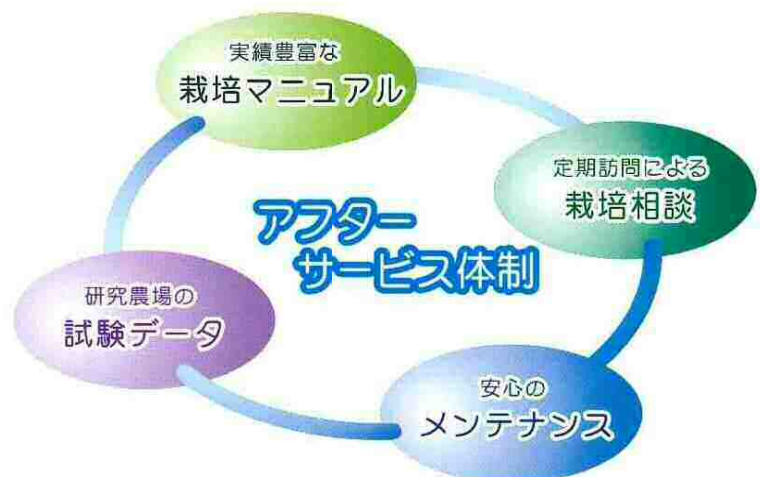 実績豊富な
栽培マニュアル
定期訪問による
栽培相談
アフター
サービス体制
研究農場の
試験データ
安心の
メンテナンス